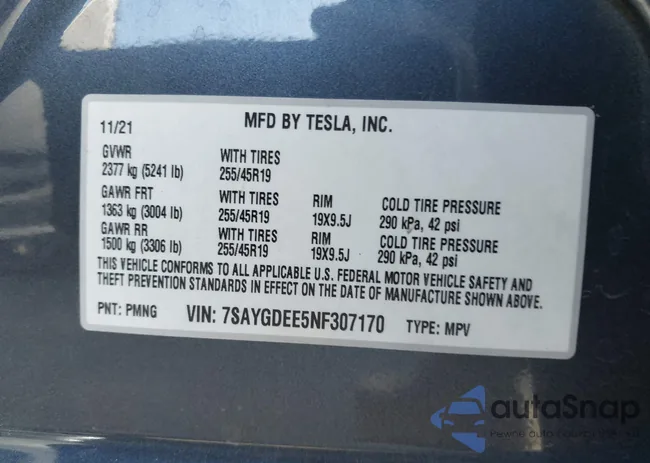 11/21 MFD BY TESLA, INC.
GVWR WITH TIRES
2377 kg (5241 lb) 255/45R19
GAWR FRT WITH TIRES RIM COLD TIRE PRESSURE
1363 kg (3004 lb) 255/45R19 19X9.5J 290 kPa, 42 psi
GAWR RR WITH TIRES RIM COLD TIRE PRESSURE
1500 kg (3306 lb) 255/45R19 19X9.5J 290 kPa, 42 psi
THIS VEHICLE CONFORMS TO ALL APPLICABLE U.S. FEDERAL MOTOR VEHICLE SAFETY AND
THEFT PREVENTION STANDARDS IN EFFECT ON THE DATE OF MANUFACTURE SHOWN ABOVE.
PNT: PMNG VIN: 7SAYGDEE5NF307170 TYPE: MPV
autaSnap